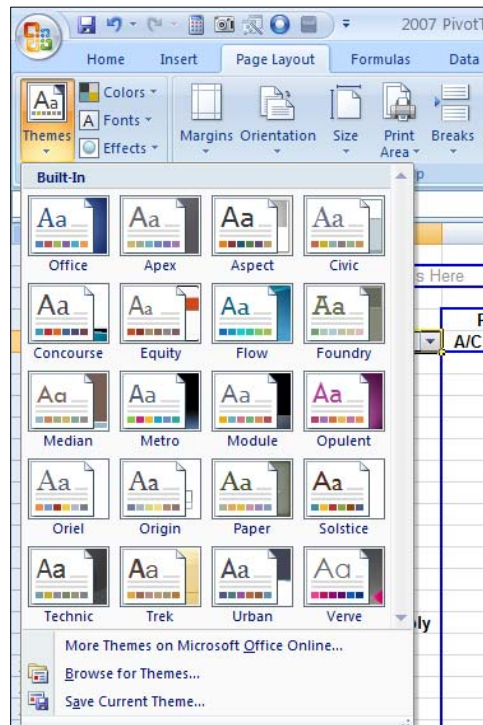 2007 PivotT
Home Insert Page Layout Formulas Data
Aa Colors
Fonts
Effects
Themes Margins Orientation Size Print Area Breaks
p
Built-In
Aa Aa Aa Aa
Office Apex Aspect Civic
Aa Aa Aa Aa
Concourse Equity Flow Foundry
Aa Aa Aa Aa
Median Metro Module Opulent
Aa Aa Aa Aa
Oriel Origin Paper Solstice
Aa Aa Aa Aa
Technic Trek Urban Verve
More Themes on Microsoft Office Online...
Browse for Themes...
Save Current Theme...
s Here
A/C
ly